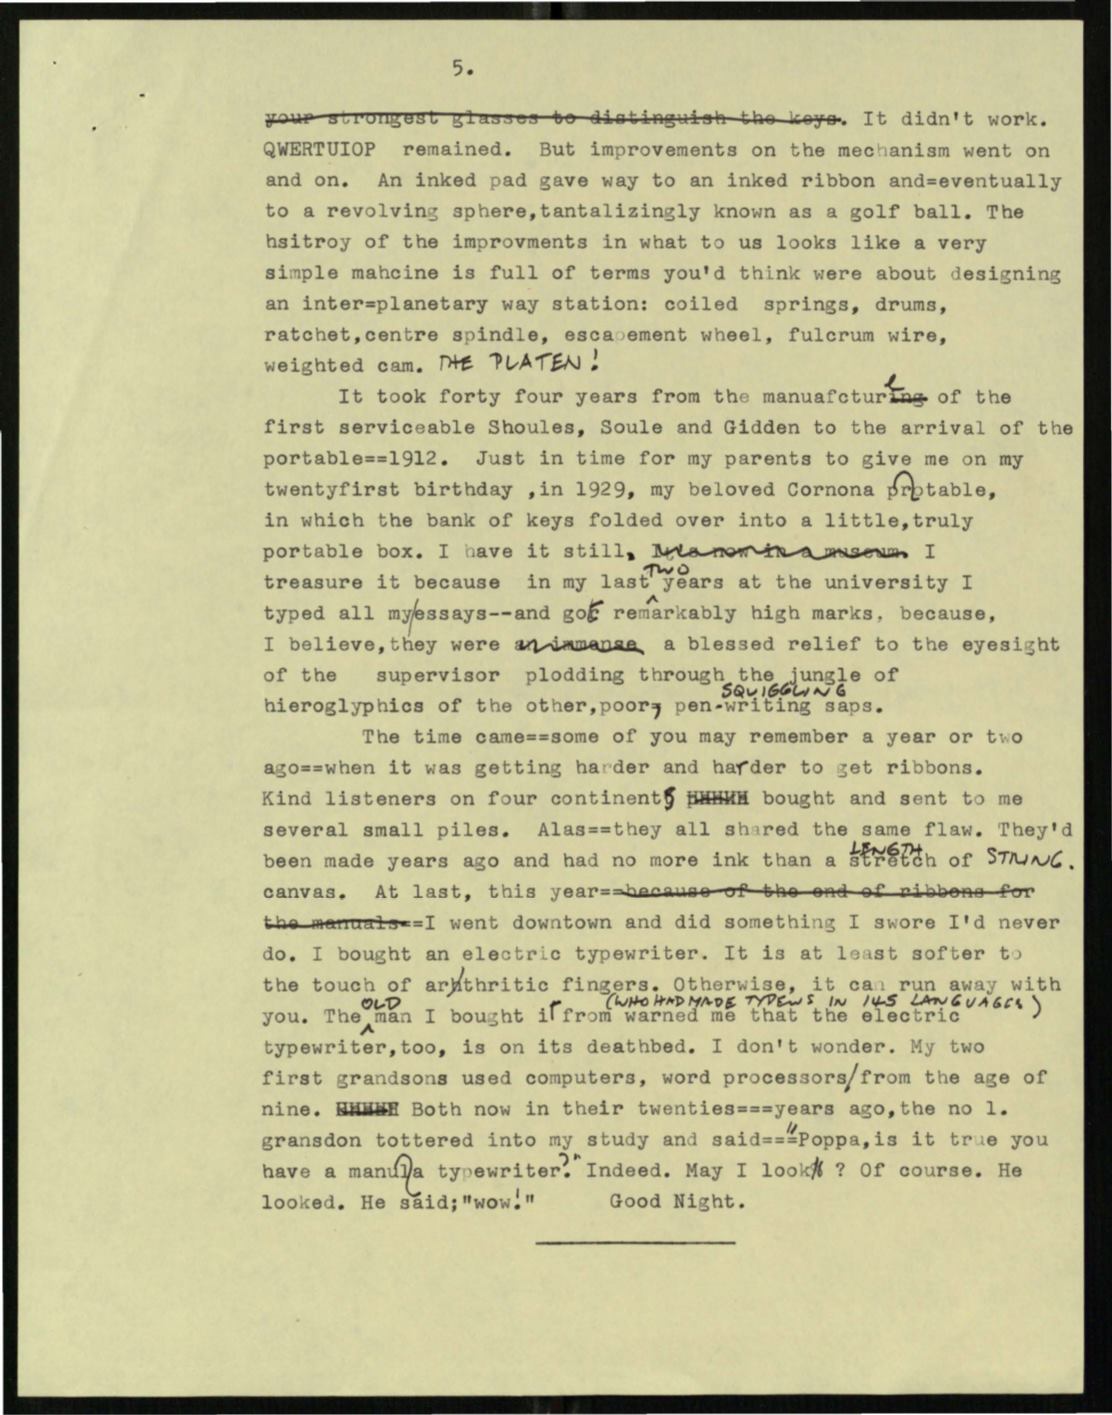 5.
your strongest glasses to distinguish the keys. It didn't work.
QWERTUIOP remained. But improvements on the mechanism went on
and on. An inked pad gave way to an inked ribbon and=eventually
to a revolving sphere,tantalizingly known as a golf ball. The
hsitroy of the improvments in what to us looks like a very
simple mahcine is full of terms you'd think were about designing
an inter=planetary way station: coiled springs, drums,
ratchet,centre spindle, escapement wheel, fulcrum wire,
weighted cam. THE PLATEN!
e
It took forty four years from the manuafcturing of the
first serviceable Shoules, Soule and Gidden to the arrival of the
portable==1912. Just in time for my parents to give me on my
twentyfirst birthday ,in 1929, my beloved Cornona protable,
in which the bank of keys folded over into a little,truly
portable box. I have it still, It is now in a museum. I
TWO
treasure it because in my last years at the university I
typed all my/essays--and got remarkably high marks, because,
I believe,they were an immense a blessed relief to the eyesight
of the supervisor plodding through the jungle of
SQUIGGLING
hieroglyphics of the other,poor, pen-writing saps.
The time came==some of you may remember a year or two
ago==when it was getting harder and harder to get ribbons.
Kind listeners on four continents HHHHH bought and sent to me
several small piles. Alas==they all shared the same flaw. They'd
LENGTH
been made years ago and had no more ink than a stretch of STRING.
canvas. At last, this year==because of the end of ribbons for
the manuals==I went downtown and did something I swore I'd never
do. I bought an electric typewriter. It is at least softer to
the touch of arhthritic fingers. Otherwise, it can run away with
OLD (WHO HAD MADE TYPEWS IN 145 LANGUAGES)
you. The man I bought it from warned me that the electric
typewriter,too, is on its deathbed. I don't wonder. My two
first grandsons used computers, word processors/from the age of
nine. HHHHH Both now in their twenties===years ago,the no 1.
gransdon tottered into my study and said==="Poppa,is it true you
have a manula typewriter?" Indeed. May I look ? Of course. He
looked. He said;"wow!" Good Night.